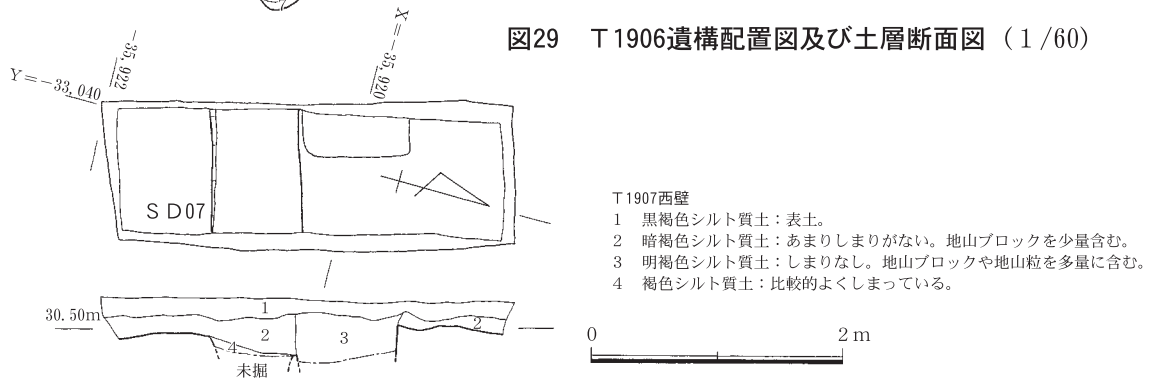 図29　T1906遺構配置図及び土層断面図（1/60）
Y=-33,040
-35,922
X=-35,920
SD07
T1907西壁
1　黒褐色シルト質土：表土。
2　暗褐色シルト質土：あまりしまりがない。地山ブロックを少量含む。
3　明褐色シルト質土：しまりなし。地山ブロックや地山粒を多量に含む。
4　褐色シルト質土：比較的よくしまっている。
30.50m
1
2
3
2
4
未掘
0
2m